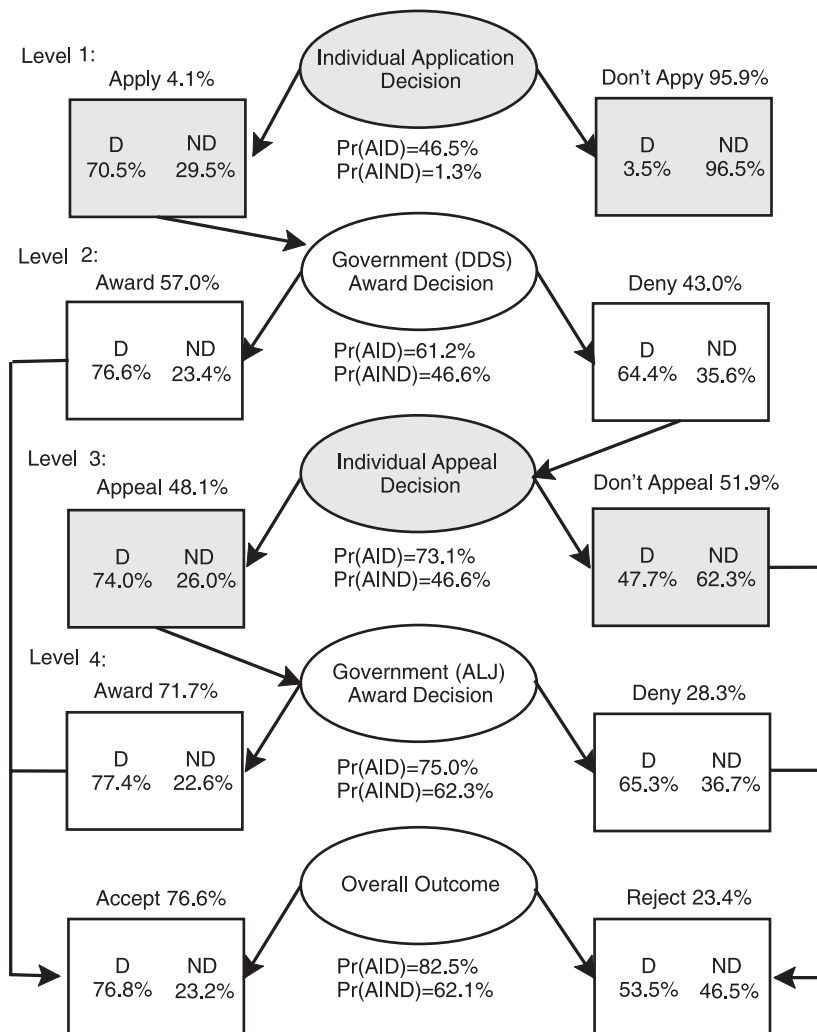 Level 1:
Individual Application
Decision
Apply 4.1%
Don't Appy 95.9%
D ND
70.5% 29.5%
Pr(AID)=46.5%
Pr(AIND)=1.3%
D ND
3.5% 96.5%
Level 2:
Government (DDS)
Award Decision
Award 57.0%
Deny 43.0%
D ND
76.6% 23.4%
Pr(AID)=61.2%
Pr(AIND)=46.6%
D ND
64.4% 35.6%
Level 3:
Individual Appeal
Decision
Appeal 48.1%
Don't Appeal 51.9%
D ND
74.0% 26.0%
Pr(AID)=73.1%
Pr(AIND)=46.6%
D ND
47.7% 62.3%
Level 4:
Government (ALJ)
Award Decision
Award 71.7%
Deny 28.3%
D ND
77.4% 22.6%
Pr(AID)=75.0%
Pr(AIND)=62.3%
D ND
65.3% 36.7%
Overall Outcome
Accept 76.6%
Reject 23.4%
D ND
76.8% 23.2%
Pr(AID)=82.5%
Pr(AIND)=62.1%
D ND
53.5% 46.5%